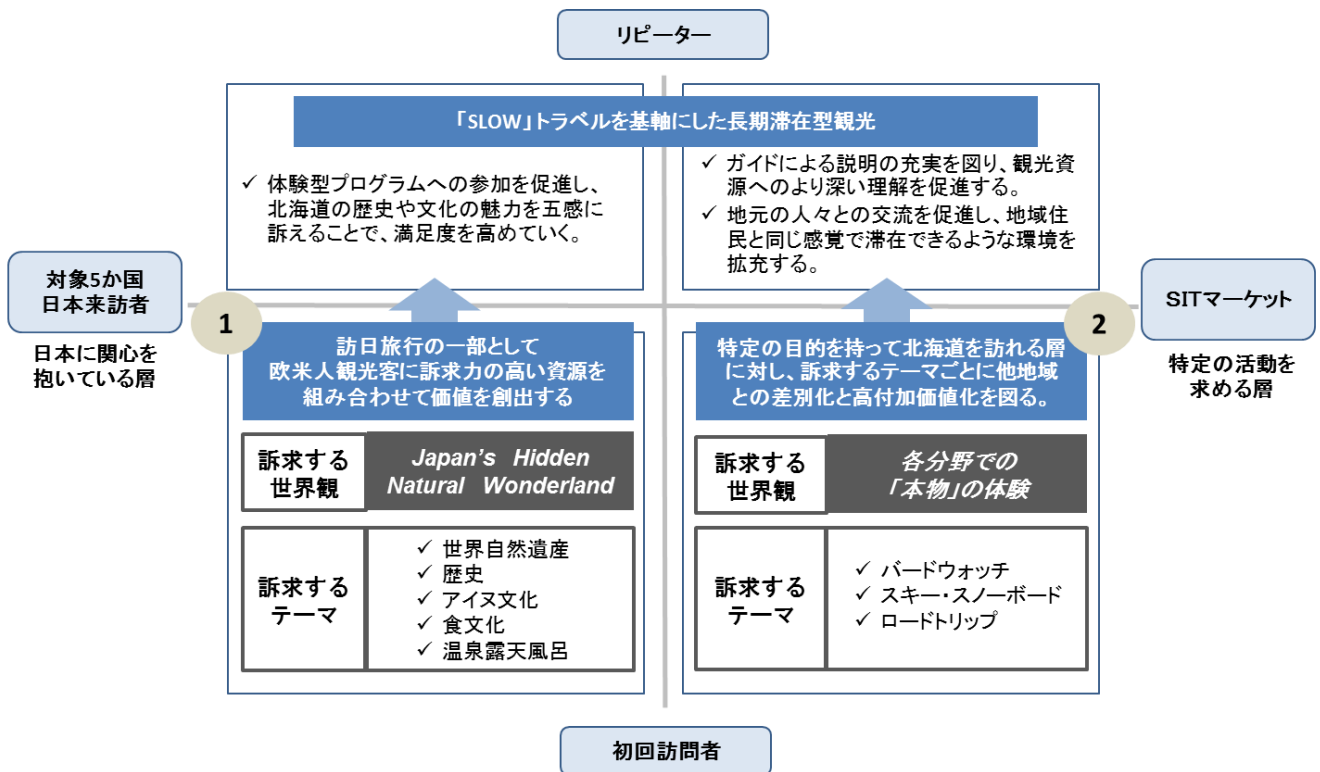 リピーター
「SLOW」トラベルを基軸にした長期滞在型観光
✓ 体験型プログラムへの参加を促進し、
北海道の歴史や文化の魅力を五感に
訴えることで、満足度を高めていく。
✓ ガイドによる説明の充実を図り、観光資
源へのより深い理解を促進する。
✓ 地元の人々との交流を促進し、地域住
民と同じ感覚で滞在できるような環境を
拡充する。
対象5か国
日本来訪者
日本に関心を
抱いている層
SITマーケット
特定の活動を
求める層
1
訪日旅行の一部として
欧米人観光客に訴求力の高い資源を
組み合わせて価値を創出する
訴求する
世界観
Japan's Hidden
Natural Wonderland
訴求する
テーマ
✓ 世界自然遺産
✓ 歴史
✓ アイヌ文化
✓ 食文化
✓ 温泉露天風呂
2
特定の目的を持って北海道を訪れる層
に対し、訴求するテーマごとに他地域
との差別化と高付加価値化を図る。
訴求する
世界観
各分野での
「本物」の体験
訴求する
テーマ
✓ バードウォッチ
✓ スキー・スノーボード
✓ ロードトリップ
初回訪問者